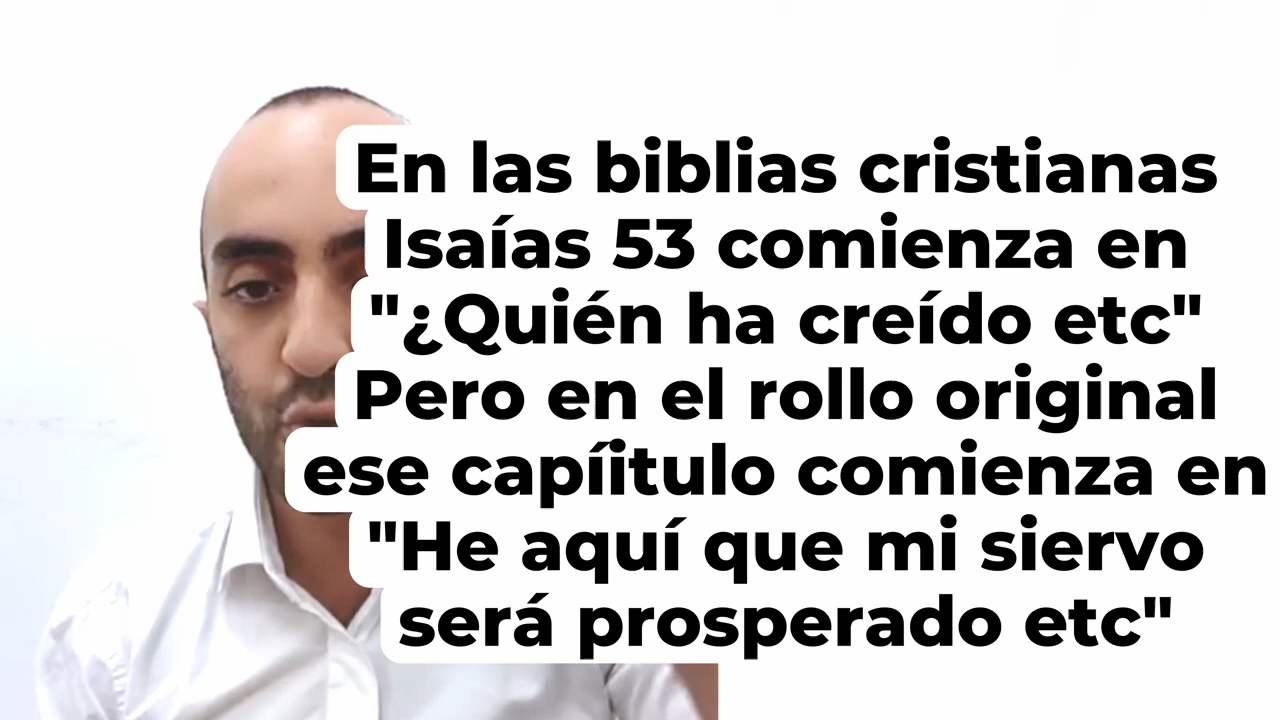 En las biblias cristianas
Isaías 53 comienza en
"¿Quién ha creído etc"
Pero en el rollo original
ese capíitulo comienza en
"He aquí que mi siervo
será prosperado etc"